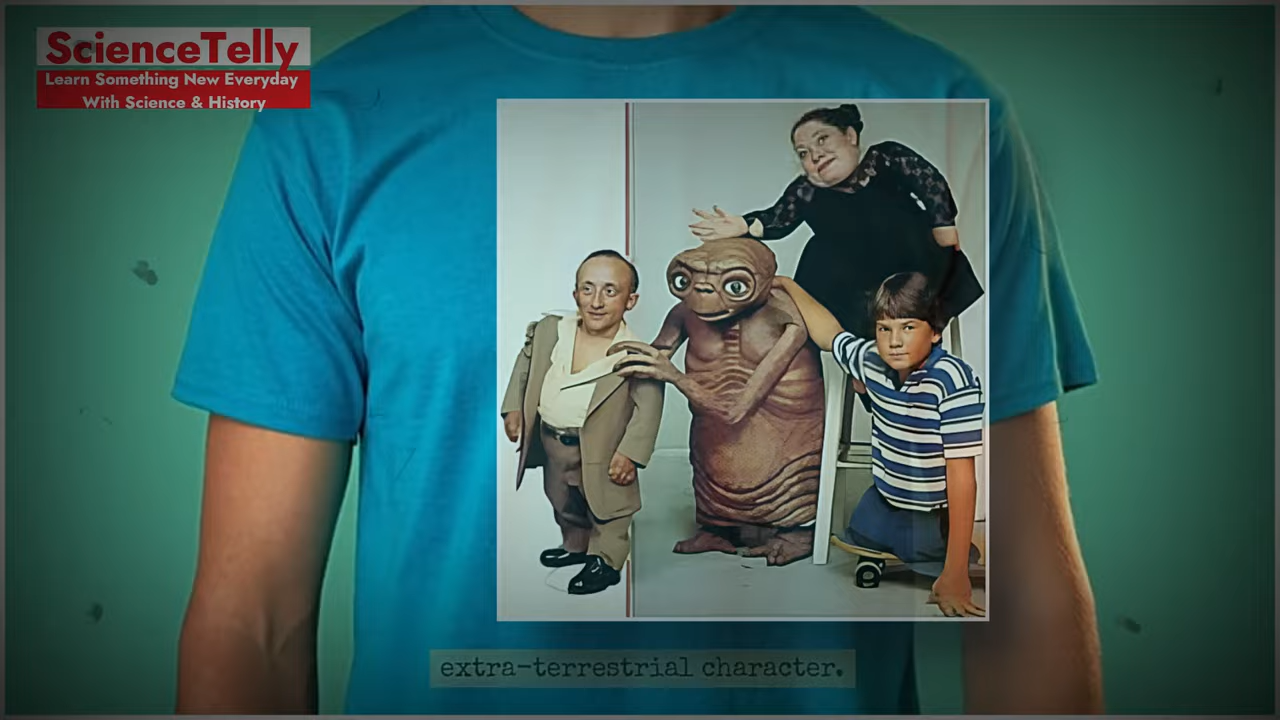 ScienceTelly
Learn Something New Everyday
With Science & History
extra-terrestrial character.